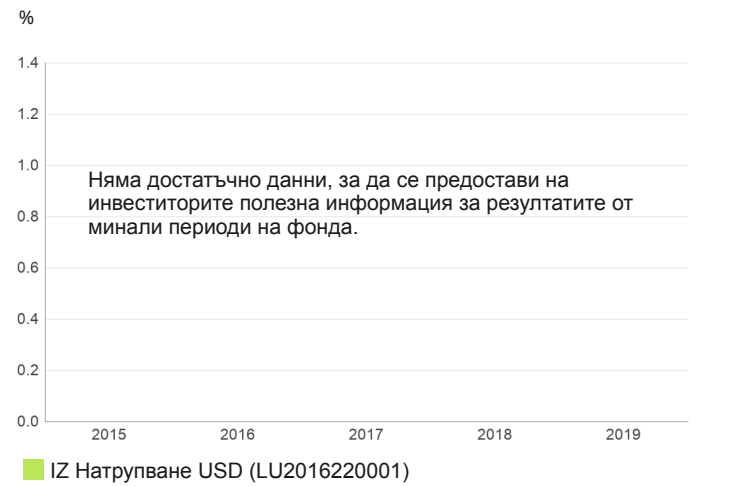 %
1.4
1.2
1.0
Няма достатъчно данни, за да се предостави на
инвеститорите полезна информация за резултатите от
минали периоди на фонда.
0.8
0.6
0.4
0.2
0.0
2015 2016 2017 2018 2019
IZ Натрупване USD (LU2016220001)